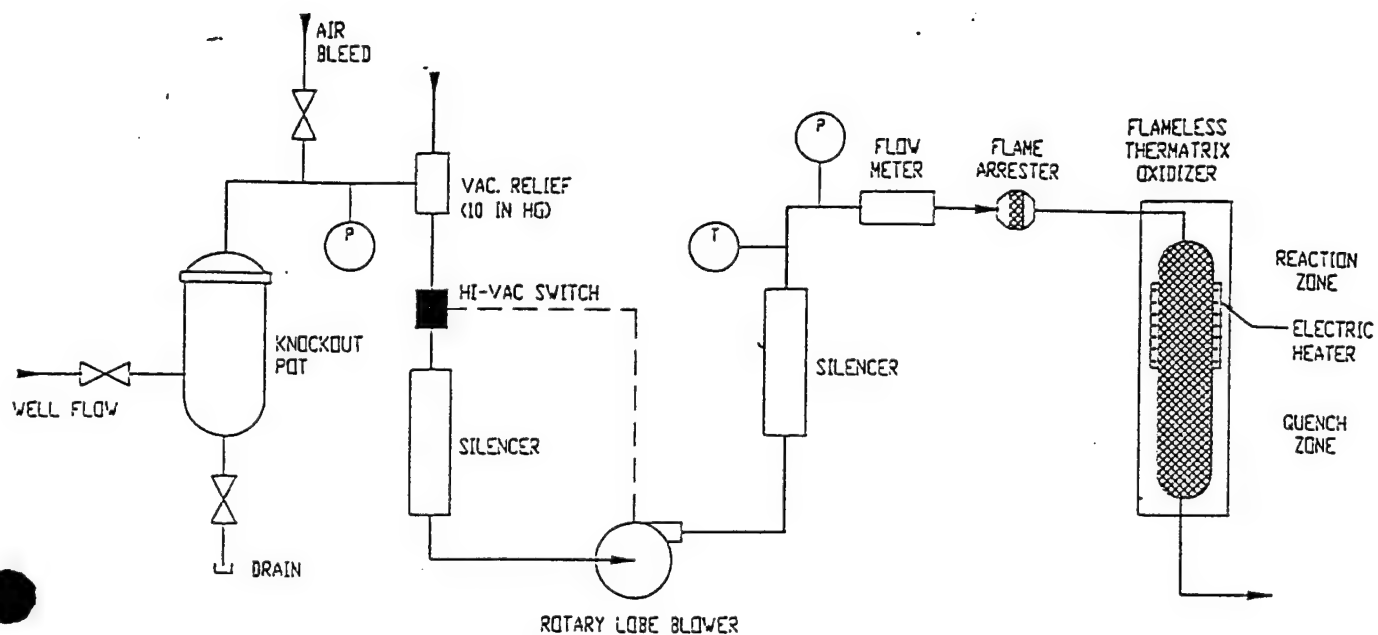 AIR
BLEED
P
VAC. RELIEF
(10 IN HG)
HI-VAC SWITCH
KNOCKOUT
POT
WELL FLOW
DRAIN
SILENCER
ROTARY LOBE BLOWER
SILENCER
T
P
FLOW
METER
FLAME
ARRESTER
FLAMELESS
THERMATRIX
OXIDIZER
REACTION
ZONE
ELECTRIC
HEATER
QUENCH
ZONE